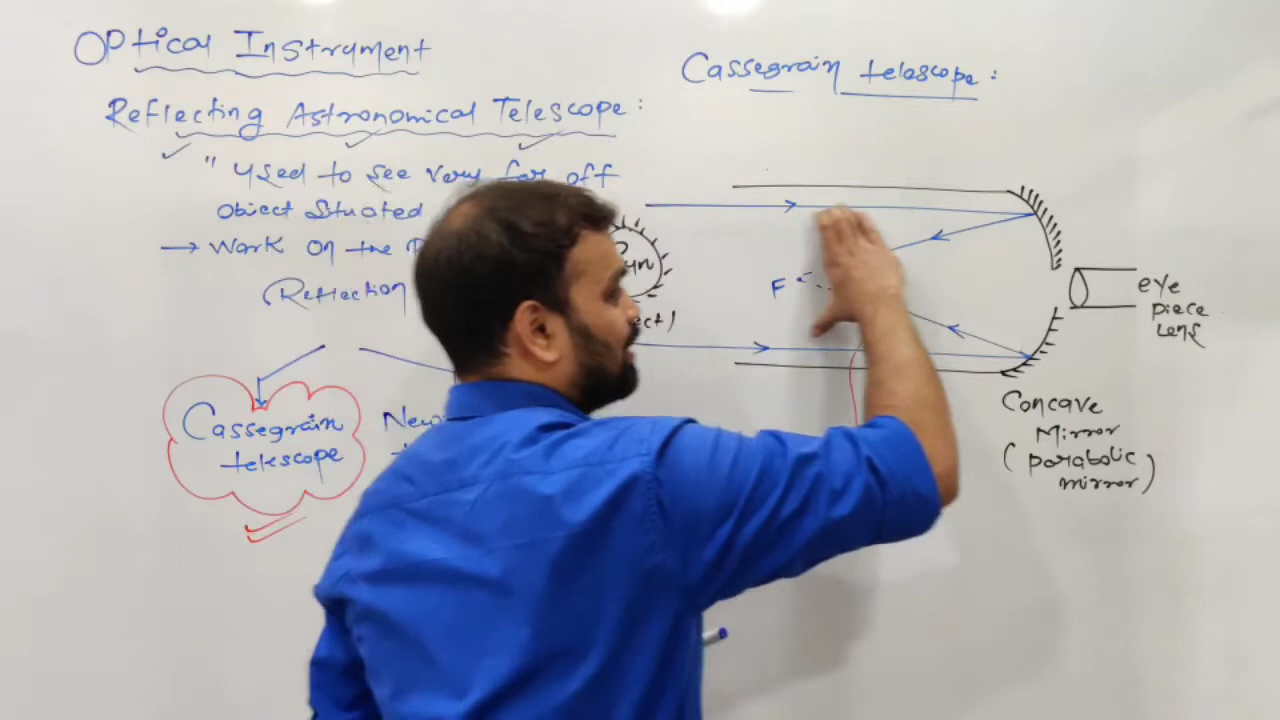 Optical Instrument
Reflecting Astronomical Telescope:
" Used to see very far off
Object Situated
→ Work on the
Reflection
Cassegrain
telescope
Cassegrain telescope:
F
eye
piece
Lens
Concave
Mirror
(parabolic
mirror)